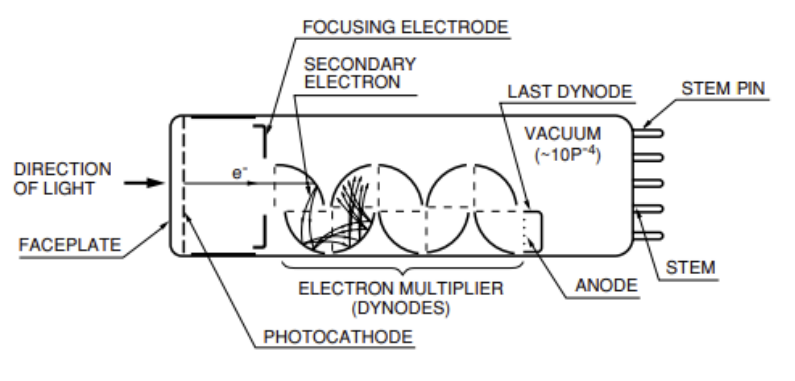 FOCUSING ELECTRODE
SECONDARY
ELECTRON
LAST DYNODE
STEM PIN
VACUUM
(~10P⁻⁴)
DIRECTION
OF LIGHT
e⁻
FACEPLATE
STEM
ELECTRON MULTIPLIER
(DYNODES)
ANODE
PHOTOCATHODE